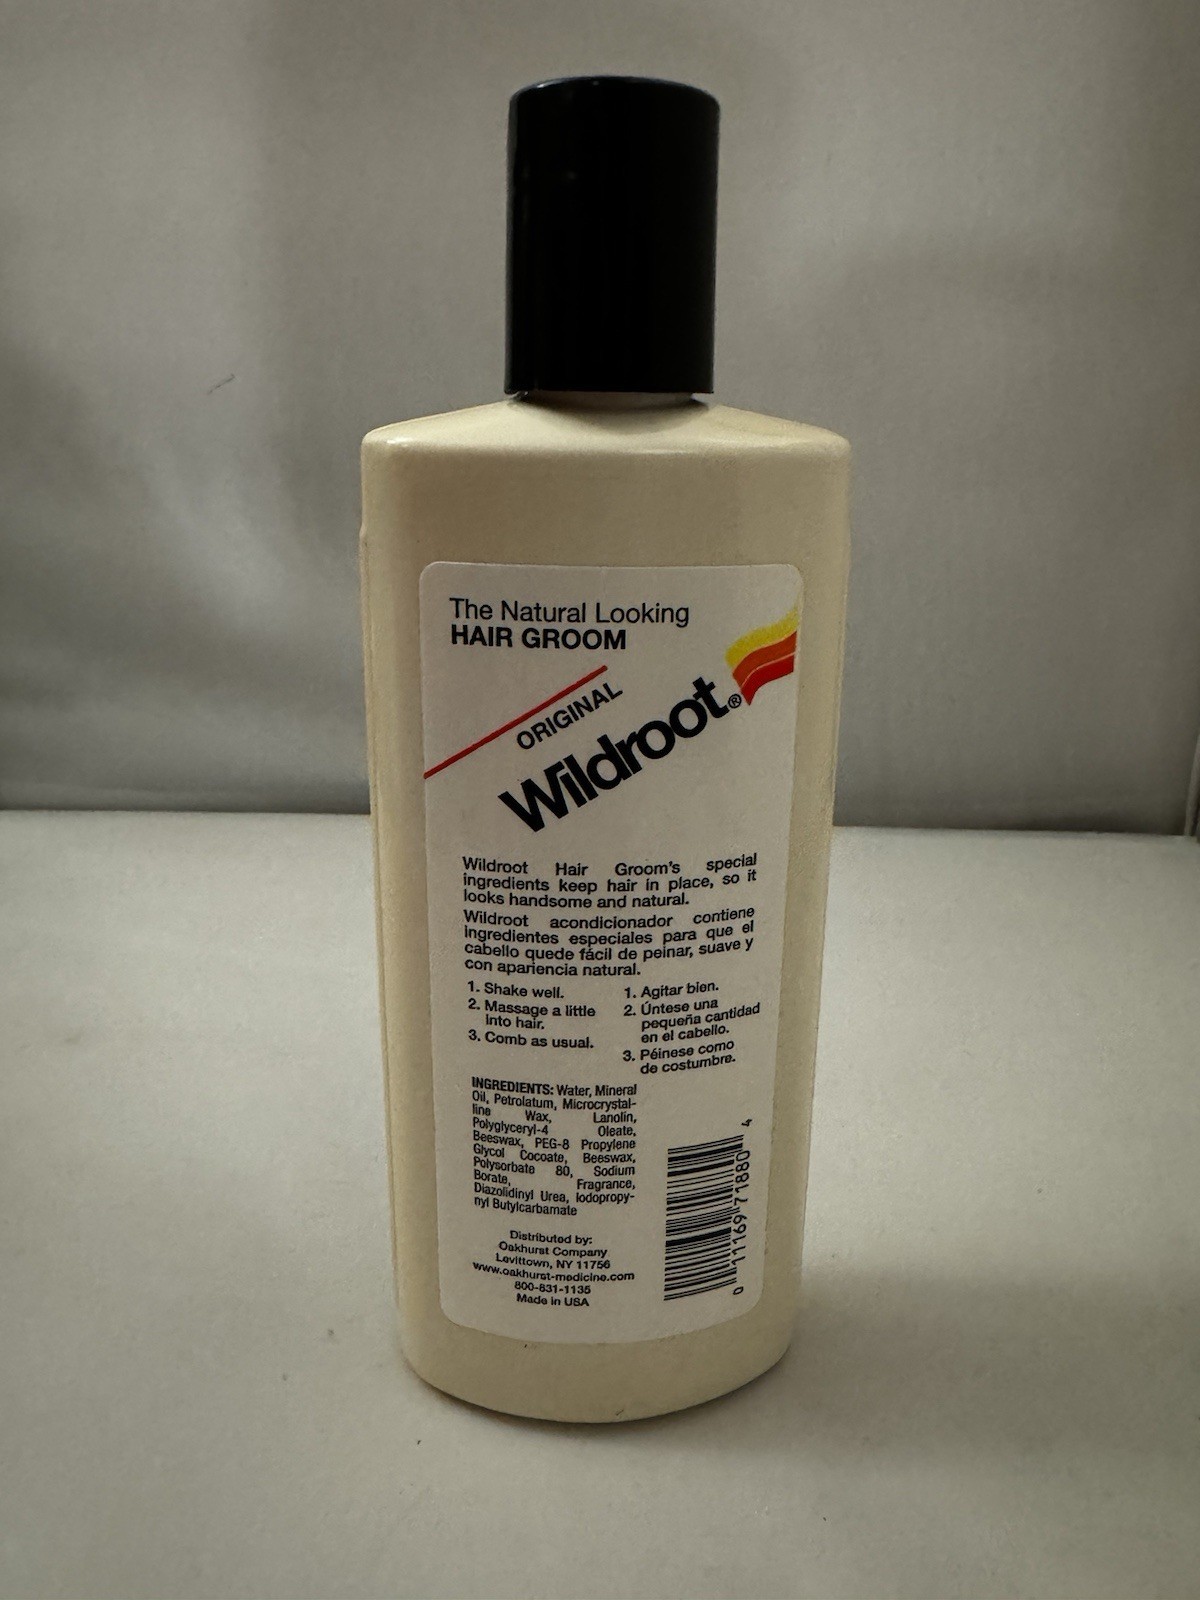 The Natural Looking
HAIR GROOM
ORIGINAL
Wildroot®
Wildroot Hair Groom's special
ingredients keep hair in place, so it
looks handsome and natural.
Wildroot acondicionador contiene
ingredientes especiales para que el
cabello quede fácil de peinar, suave y
con apariencia natural.
1. Shake well.
2. Massage a little
into hair.
3. Comb as usual.
1. Agitar bien.
2. Úntese una
pequeña cantidad
en el cabello.
3. Péinese como
de costumbre.
INGREDIENTS: Water, Mineral
Oil, Petrolatum, Microcrystal-
line Wax, Lanolin,
Polyglyceryl-4 Oleate,
Beeswax, PEG-8 Propylene
Glycol Cocoate, Beeswax,
Polysorbate 80, Sodium
Borate, Fragrance,
Diazolidinyl Urea, Iodopropy-
nyl Butylcarbamate
Distributed by:
Oakhurst Company
Levittown, NY 11756
www.oakhurst-medicine.com
800-831-1135
Made in USA
0 11169 71880 4